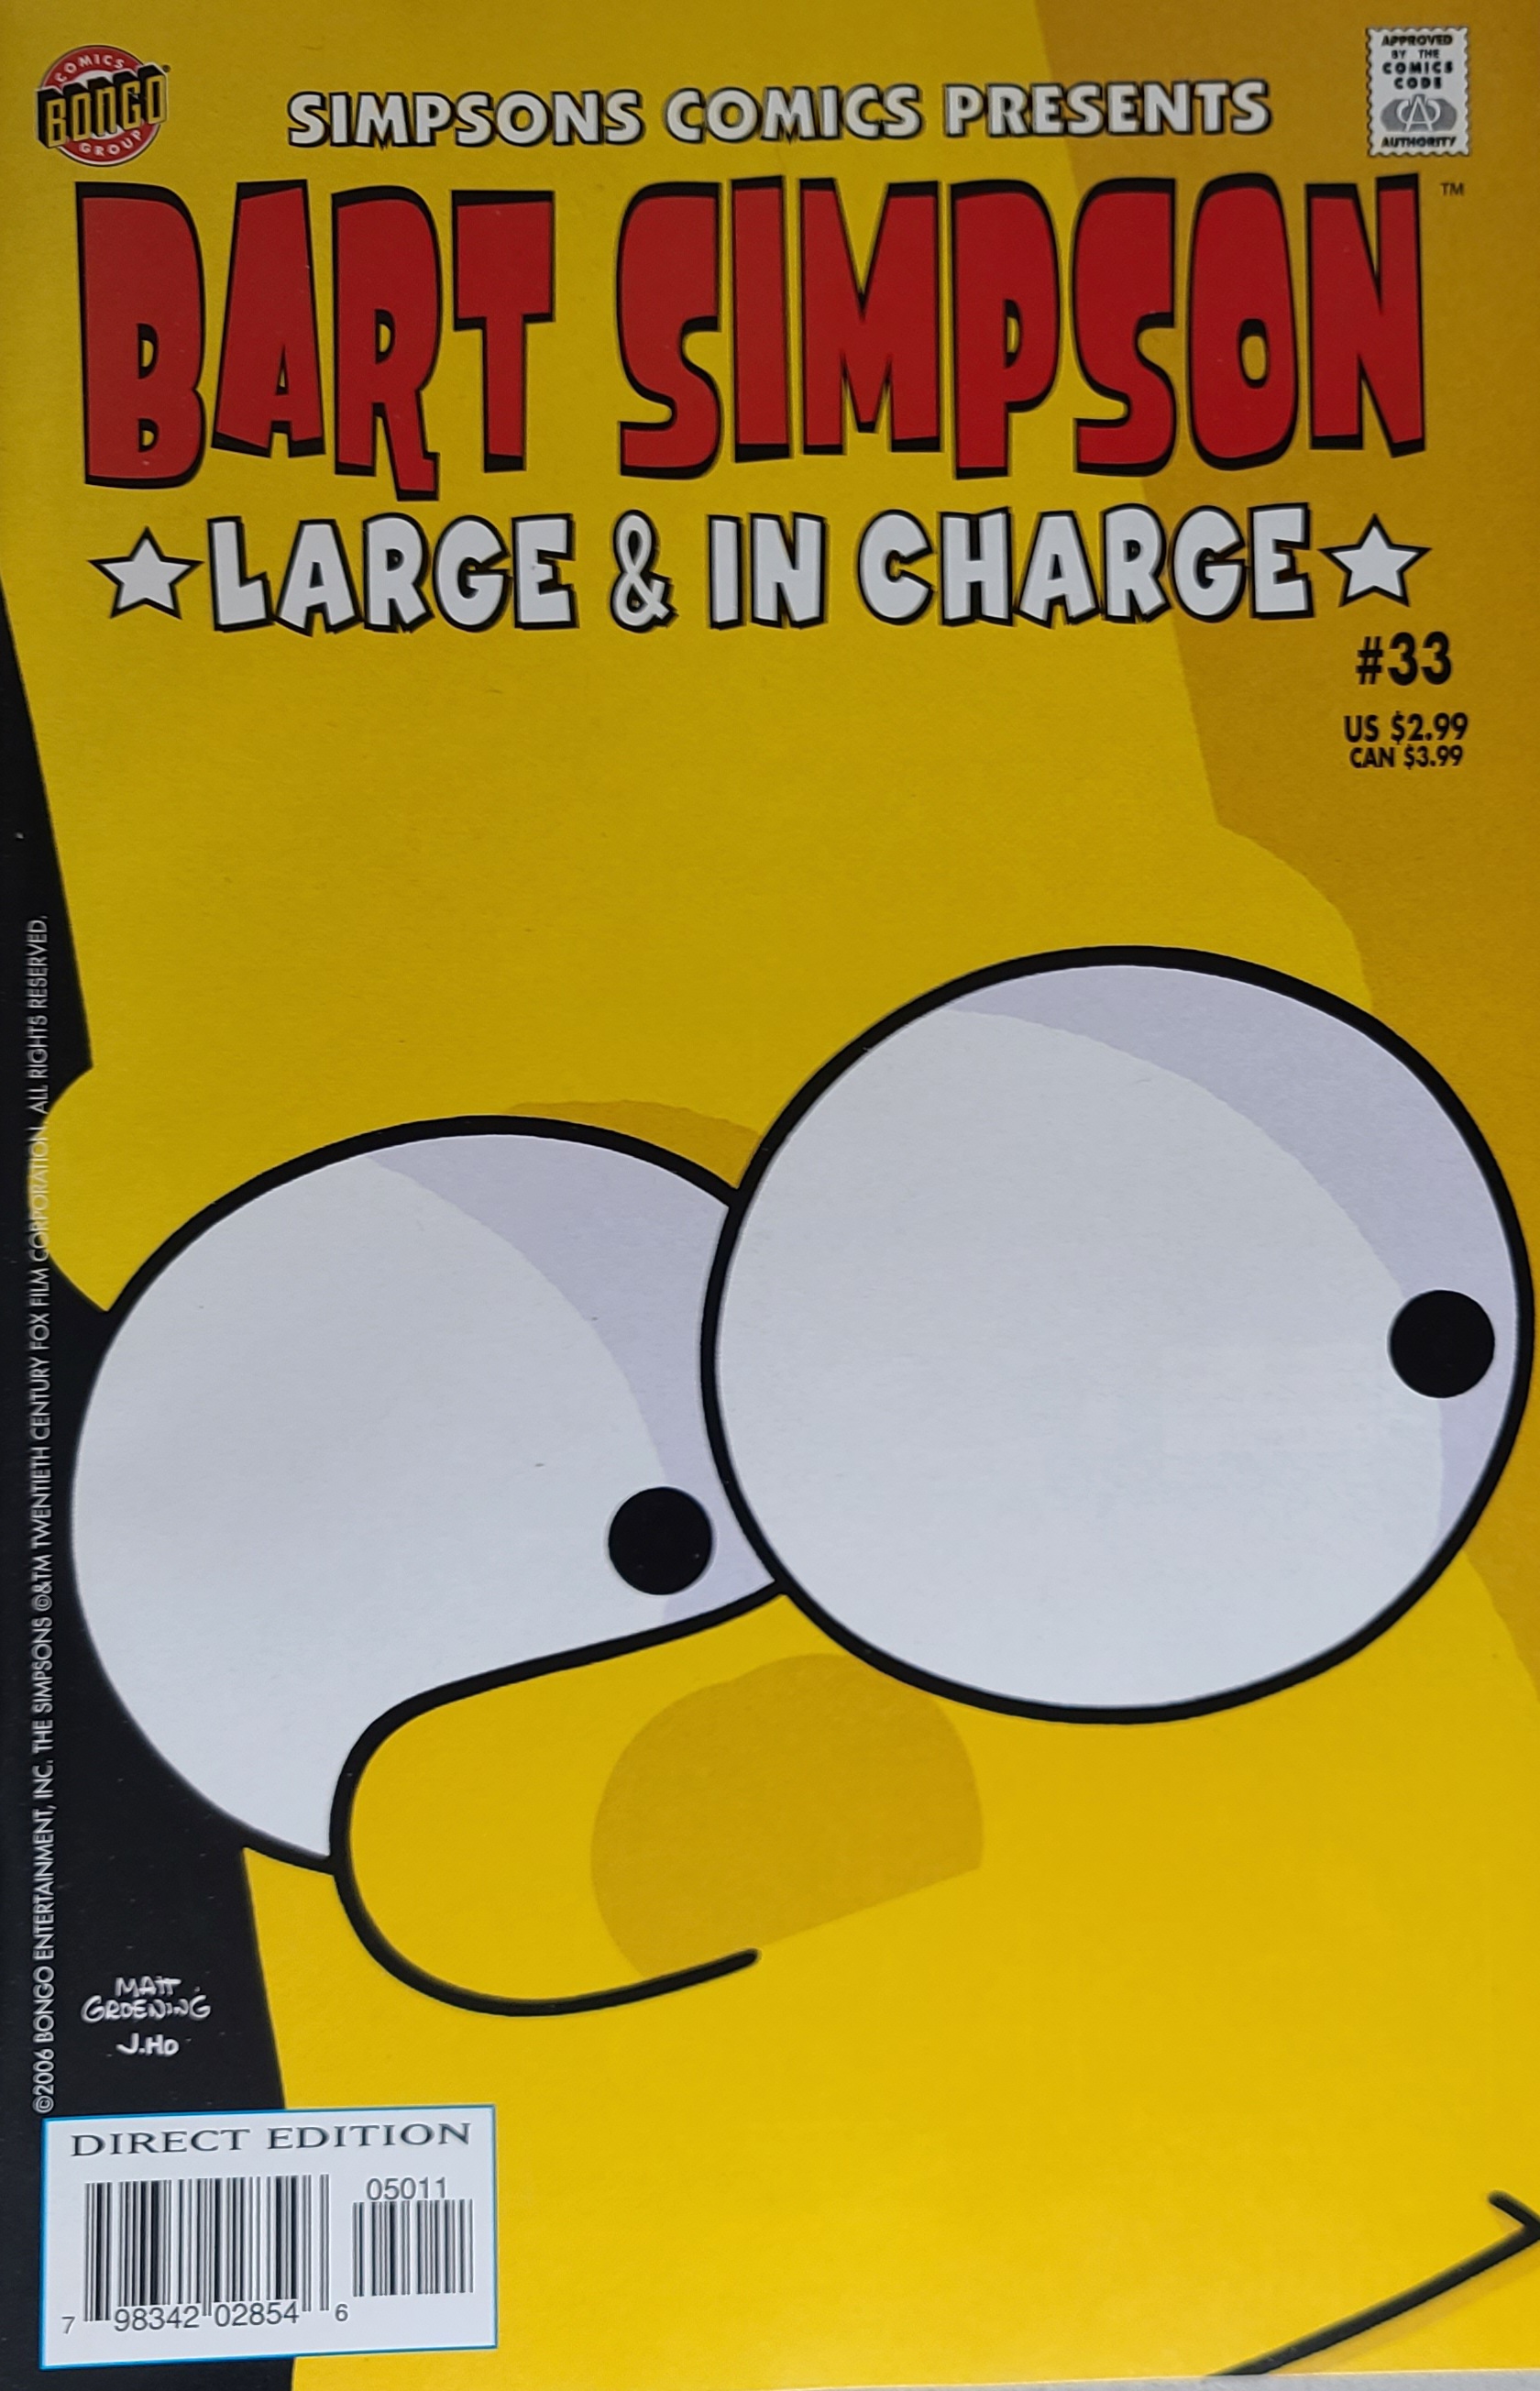 COMICS
BONGO®
GROUP
SIMPSONS COMICS PRESENTS
APPROVED
BY THE
COMICS
CODE
CA
AUTHORITY
BART SIMPSON™
LARGE & IN CHARGE
#33
US $2.99
CAN $3.99
©2006 BONGO ENTERTAINMENT, INC. THE SIMPSONS ©&TM TWENTIETH CENTURY FOX FILM CORPORATION. ALL RIGHTS RESERVED.
MATT
GROENING
J.HO
DIRECT EDITION
05011
7 98342 02854 6